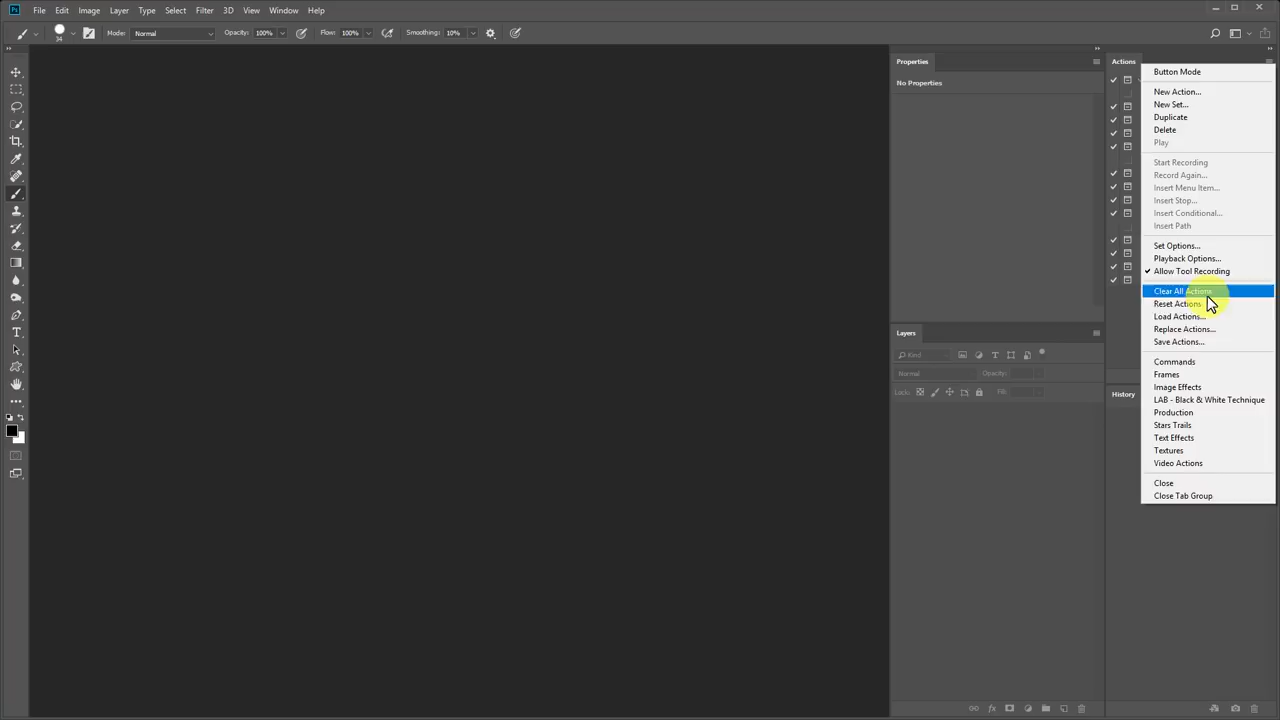 Ps File Edit Image Layer Type Select Filter 3D View Window Help
34 Mode: Normal Opacity: 100% Flow: 100% Smoothing: 10%
Properties
No Properties
Layers
Kind
Normal Opacity:
Lock: Fill:
Actions
Button Mode
New Action...
New Set...
Duplicate
Delete
Play
Start Recording
Record Again...
Insert Menu Item...
Insert Stop...
Insert Conditional...
Insert Path
Set Options...
Playback Options...
Allow Tool Recording
Clear All Actions
Reset Actions
Load Actions...
Replace Actions...
Save Actions...
Commands
Frames
Image Effects
LAB - Black & White Technique
Production
Stars Trails
Text Effects
Textures
Video Actions
Close
Close Tab Group
History